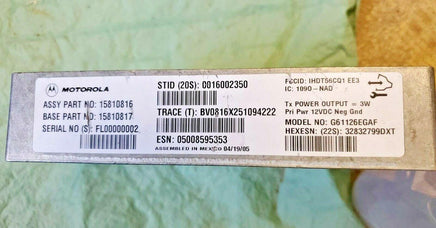 MOTOROLA
ASSY PART NO: 15810816
BASE PART NO: 15810817
SERIAL NO (S): FL00000002
STID (20S): 0016002350
TRACE (T): BV0816X251094222
ESN: 05008595353
ASSEMBLED IN MEXICO 04/19/05
FCCID: IHDT56CQ1 EE3
IC: 109O-NAD
Tx POWER OUTPUT = 3W
Pri Pwr 12VDC Neg Gnd
MODEL NO: G61126EGAF
HEXESN: (22S): 32832799DXT